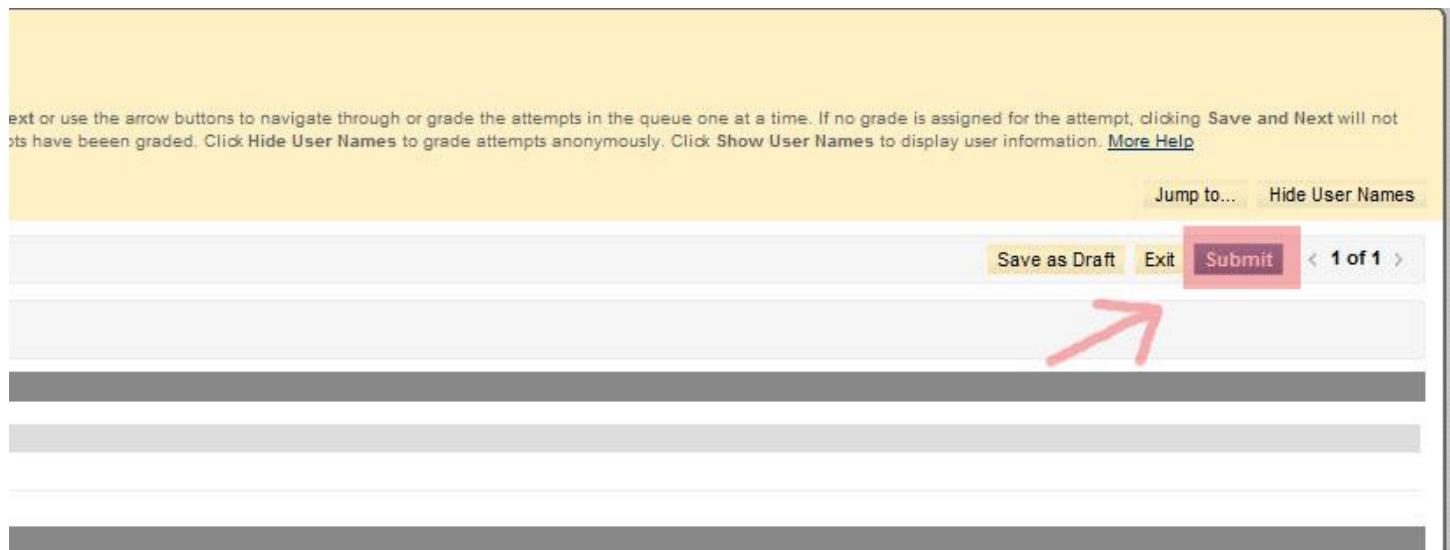 ext or use the arrow buttons to navigate through or grade the attempts in the queue one at a time. If no grade is assigned for the attempt, clicking Save and Next will not
pts have beeen graded. Click Hide User Names to grade attempts anonymously. Click Show User Names to display user information. More Help
Jump to... Hide User Names
Save as Draft Exit Submit < 1 of 1 >